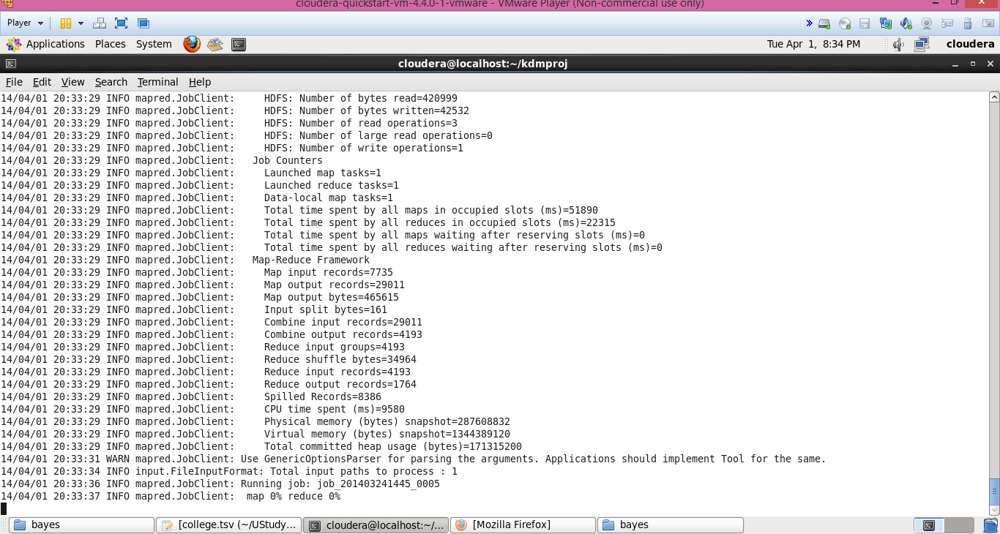 cloudera-quickstart-vm-4.4.0-1-vmware - VMware Player (Non-commercial use only)
Player
Applications Places System Tue Apr 1, 8:34 PM cloudera
cloudera@localhost:~/kdmproj
File Edit View Search Terminal Help
14/04/01 20:33:29 INFO mapred.JobClient: HDFS: Number of bytes read=420999
14/04/01 20:33:29 INFO mapred.JobClient: HDFS: Number of bytes written=42532
14/04/01 20:33:29 INFO mapred.JobClient: HDFS: Number of read operations=3
14/04/01 20:33:29 INFO mapred.JobClient: HDFS: Number of large read operations=0
14/04/01 20:33:29 INFO mapred.JobClient: HDFS: Number of write operations=1
14/04/01 20:33:29 INFO mapred.JobClient: Job Counters
14/04/01 20:33:29 INFO mapred.JobClient: Launched map tasks=1
14/04/01 20:33:29 INFO mapred.JobClient: Launched reduce tasks=1
14/04/01 20:33:29 INFO mapred.JobClient: Data-local map tasks=1
14/04/01 20:33:29 INFO mapred.JobClient: Total time spent by all maps in occupied slots (ms)=51890
14/04/01 20:33:29 INFO mapred.JobClient: Total time spent by all reduces in occupied slots (ms)=22315
14/04/01 20:33:29 INFO mapred.JobClient: Total time spent by all maps waiting after reserving slots (ms)=0
14/04/01 20:33:29 INFO mapred.JobClient: Total time spent by all reduces waiting after reserving slots (ms)=0
14/04/01 20:33:29 INFO mapred.JobClient: Map-Reduce Framework
14/04/01 20:33:29 INFO mapred.JobClient: Map input records=7735
14/04/01 20:33:29 INFO mapred.JobClient: Map output records=29011
14/04/01 20:33:29 INFO mapred.JobClient: Map output bytes=465615
14/04/01 20:33:29 INFO mapred.JobClient: Input split bytes=161
14/04/01 20:33:29 INFO mapred.JobClient: Combine input records=29011
14/04/01 20:33:29 INFO mapred.JobClient: Combine output records=4193
14/04/01 20:33:29 INFO mapred.JobClient: Reduce input groups=4193
14/04/01 20:33:29 INFO mapred.JobClient: Reduce shuffle bytes=34964
14/04/01 20:33:29 INFO mapred.JobClient: Reduce input records=4193
14/04/01 20:33:29 INFO mapred.JobClient: Reduce output records=1764
14/04/01 20:33:29 INFO mapred.JobClient: Spilled Records=8386
14/04/01 20:33:29 INFO mapred.JobClient: CPU time spent (ms)=9580
14/04/01 20:33:29 INFO mapred.JobClient: Physical memory (bytes) snapshot=287608832
14/04/01 20:33:29 INFO mapred.JobClient: Virtual memory (bytes) snapshot=1344389120
14/04/01 20:33:29 INFO mapred.JobClient: Total committed heap usage (bytes)=171315200
14/04/01 20:33:31 WARN mapred.JobClient: Use GenericOptionsParser for parsing the arguments. Applications should implement Tool for the same.
14/04/01 20:33:34 INFO input.FileInputFormat: Total input paths to process : 1
14/04/01 20:33:36 INFO mapred.JobClient: Running job: job_201403241445_0005
14/04/01 20:33:37 INFO mapred.JobClient: map 0% reduce 0%
bayes [college.tsv (~/UStudy... cloudera@localhost:~/... [Mozilla Firefox] bayes